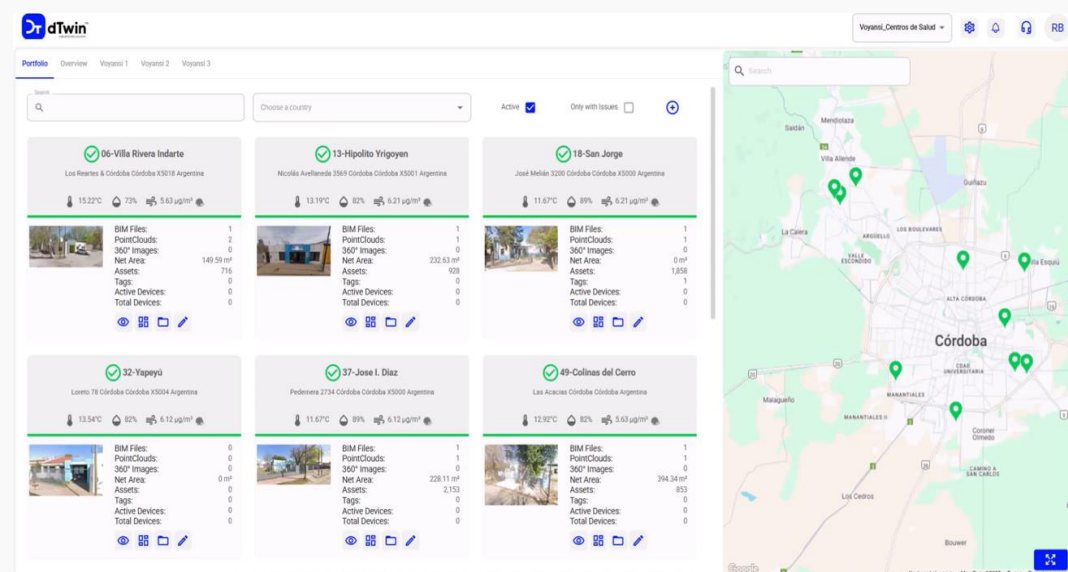 dTwin
Voyansi_Centros de Salud
RB
Portfolio Overview Voyansi 1 Voyansi 2 Voyansi 3
Search
Choose a country
Active
Only with Issues
06-Villa Rivera Indarte
Los Reartes & Córdoba Córdoba X5018 Argentina
15.22°C 73% 5.63 µg/m³
BIM Files: 1
PointClouds: 2
360° Images: 0
Net Area: 149.59 m²
Assets: 716
Tags: 0
Active Devices: 0
Total Devices: 0
13-Hipolito Yrigoyen
Nicolás Avellaneda 3569 Córdoba Córdoba X5001 Argentina
13.19°C 82% 6.21 µg/m³
BIM Files: 1
PointClouds: 1
360° Images: 0
Net Area: 232.63 m²
Assets: 928
Tags: 0
Active Devices: 0
Total Devices: 0
18-San Jorge
José Melián 3200 Córdoba Córdoba X5000 Argentina
11.67°C 89% 6.21 µg/m³
BIM Files: 1
PointClouds: 1
360° Images: 0
Net Area: 0 m²
Assets: 1,858
Tags: 1
Active Devices: 0
Total Devices: 0
32-Yapeyú
Loreto 78 Córdoba Córdoba X5004 Argentina
13.54°C 82% 6.12 µg/m³
BIM Files: 0
PointClouds: 0
360° Images: 0
Net Area: 0 m²
Assets: 0
Tags: 0
Active Devices: 0
Total Devices: 0
37-Jose I. Diaz
Pedernera 2734 Córdoba Córdoba X5000 Argentina
11.67°C 89% 6.12 µg/m³
BIM Files: 1
PointClouds: 1
360° Images: 0
Net Area: 228.11 m²
Assets: 2,153
Tags: 0
Active Devices: 0
Total Devices: 0
49-Colinas del Cerro
Las Acacias Córdoba Córdoba Argentina
12.92°C 82% 5.63 µg/m³
BIM Files: 1
PointClouds: 1
360° Images: 0
Net Area: 394.34 m²
Assets: 853
Tags: 0
Active Devices: 0
Total Devices: 0
Search
Mendiolaza
Saldán
Villa Allende
Guiñazu
La Calera
ARGÜELLO
LOS BOULEVARES
VALLE ESCONDIDO
lla Esquiú
ALTA CÓRDOBA
Córdoba
CDAD UNIVERSITARIA
Malagueño
MANANTIALES
MANANTIALES II
Coronel Olmedo
CAMINO A SAN CARLOS
Los Cedros
Bouwer
Google